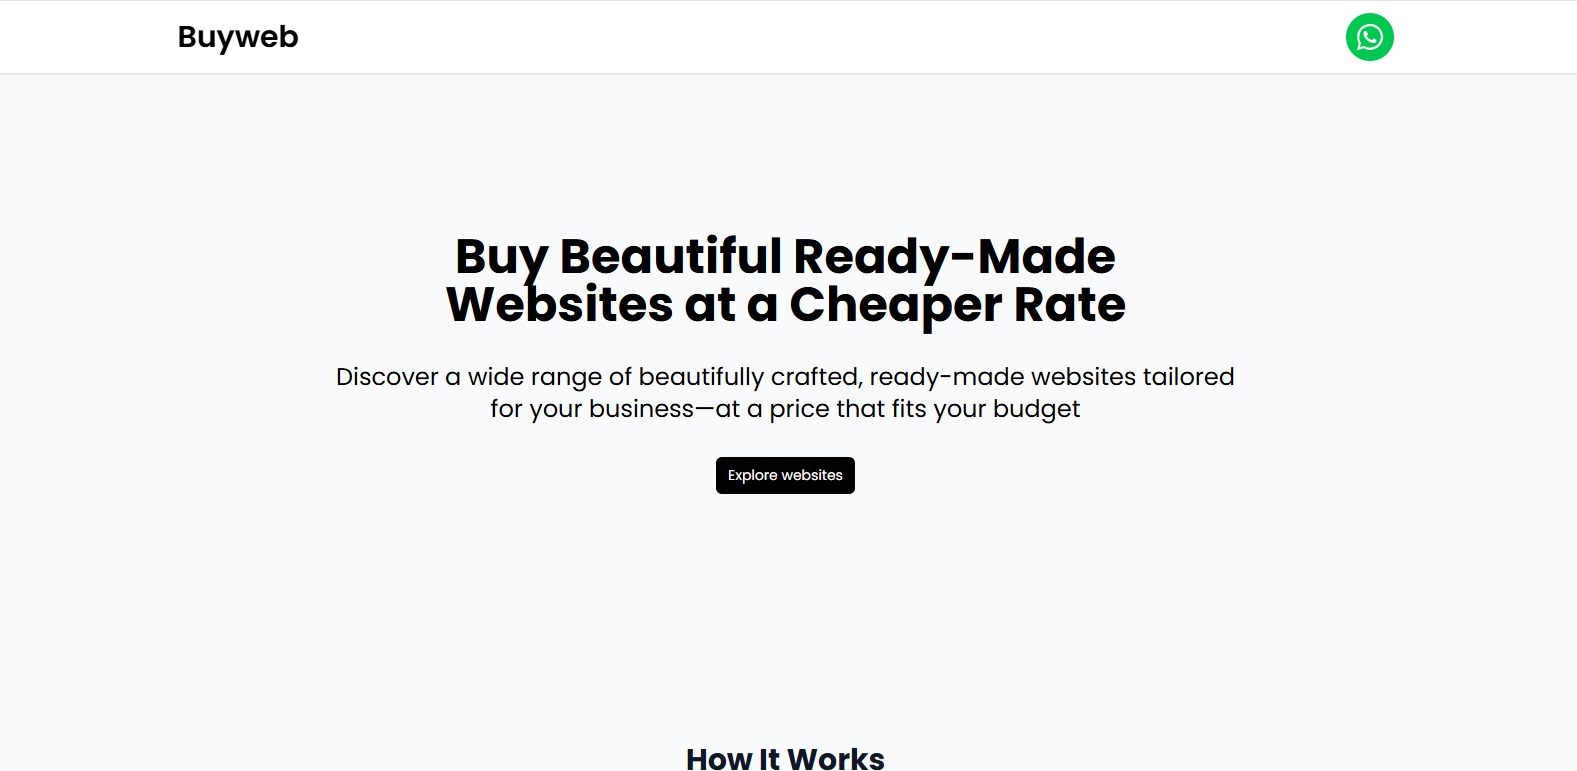 Buyweb
Buy Beautiful Ready-Made
Websites at a Cheaper Rate
Discover a wide range of beautifully crafted, ready-made websites tailored
for your business—at a price that fits your budget
Explore websites
How It Works